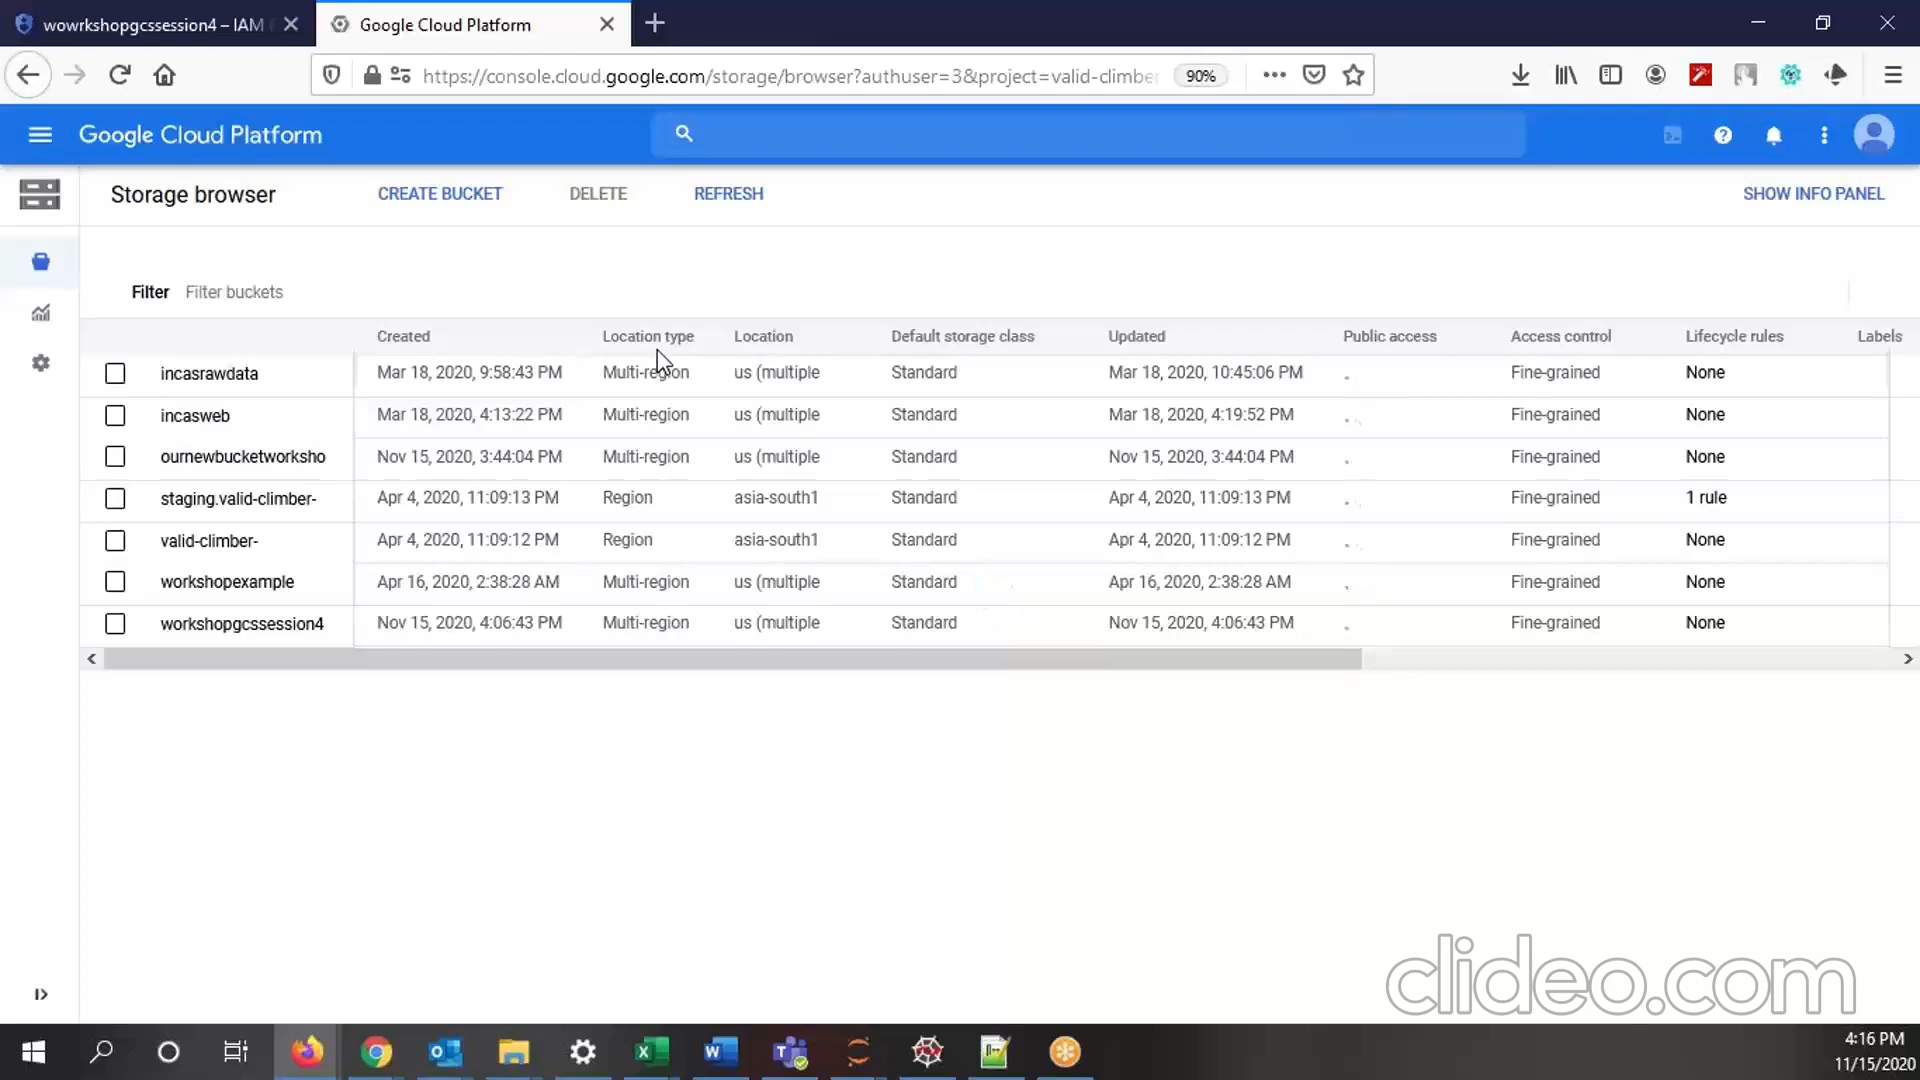 wowrkshopgcssession4 – IAM
Google Cloud Platform
https://console.cloud.google.com/storage/browser?authuser=3&project=valid-climber
90%
Google Cloud Platform
Storage browser CREATE BUCKET DELETE REFRESH SHOW INFO PANEL
Filter Filter buckets
Created Location type Location Default storage class Updated Public access Access control Lifecycle rules Labels
incasrawdata Mar 18, 2020, 9:58:43 PM Multi-region us (multiple Standard Mar 18, 2020, 10:45:06 PM Fine-grained None
incasweb Mar 18, 2020, 4:13:22 PM Multi-region us (multiple Standard Mar 18, 2020, 4:19:52 PM Fine-grained None
ournewbucketworksho Nov 15, 2020, 3:44:04 PM Multi-region us (multiple Standard Nov 15, 2020, 3:44:04 PM Fine-grained None
staging.valid-climber- Apr 4, 2020, 11:09:13 PM Region asia-south1 Standard Apr 4, 2020, 11:09:13 PM Fine-grained 1 rule
valid-climber- Apr 4, 2020, 11:09:12 PM Region asia-south1 Standard Apr 4, 2020, 11:09:12 PM Fine-grained None
workshopexample Apr 16, 2020, 2:38:28 AM Multi-region us (multiple Standard Apr 16, 2020, 2:38:28 AM Fine-grained None
workshopgcssession4 Nov 15, 2020, 4:06:43 PM Multi-region us (multiple Standard Nov 15, 2020, 4:06:43 PM Fine-grained None
clideo.com
4:16 PM
11/15/2020